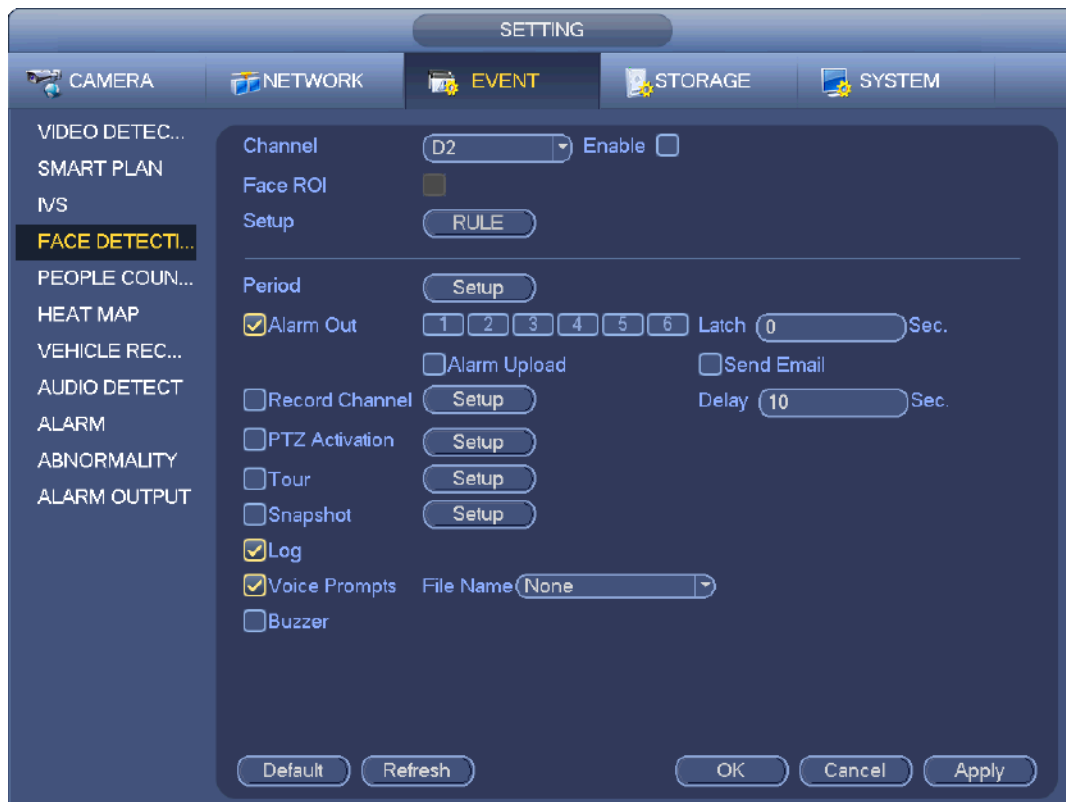 SETTING
CAMERA NETWORK EVENT STORAGE SYSTEM
VIDEO DETEC...
SMART PLAN
IVS
FACE DETECTI...
PEOPLE COUN...
HEAT MAP
VEHICLE REC...
AUDIO DETECT
ALARM
ABNORMALITY
ALARM OUTPUT
Channel D2 Enable
Face ROI
Setup RULE
Period Setup
Alarm Out 1 2 3 4 5 6 Latch 0 Sec.
Alarm Upload Send Email
Record Channel Setup Delay 10 Sec.
PTZ Activation Setup
Tour Setup
Snapshot Setup
Log
Voice Prompts File Name None
Buzzer
Default Refresh OK Cancel Apply